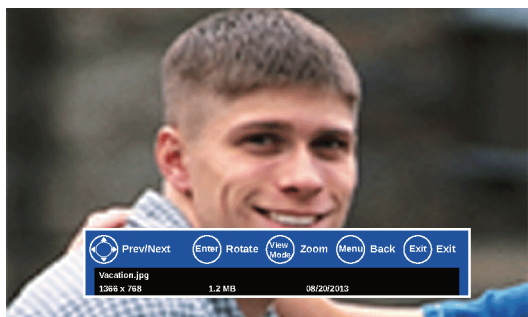 Prev/Next Enter Rotate View Mode Zoom Menu Back Exit Exit
Vacation.jpg
1366 x 768 1.2 MB 08/20/2013